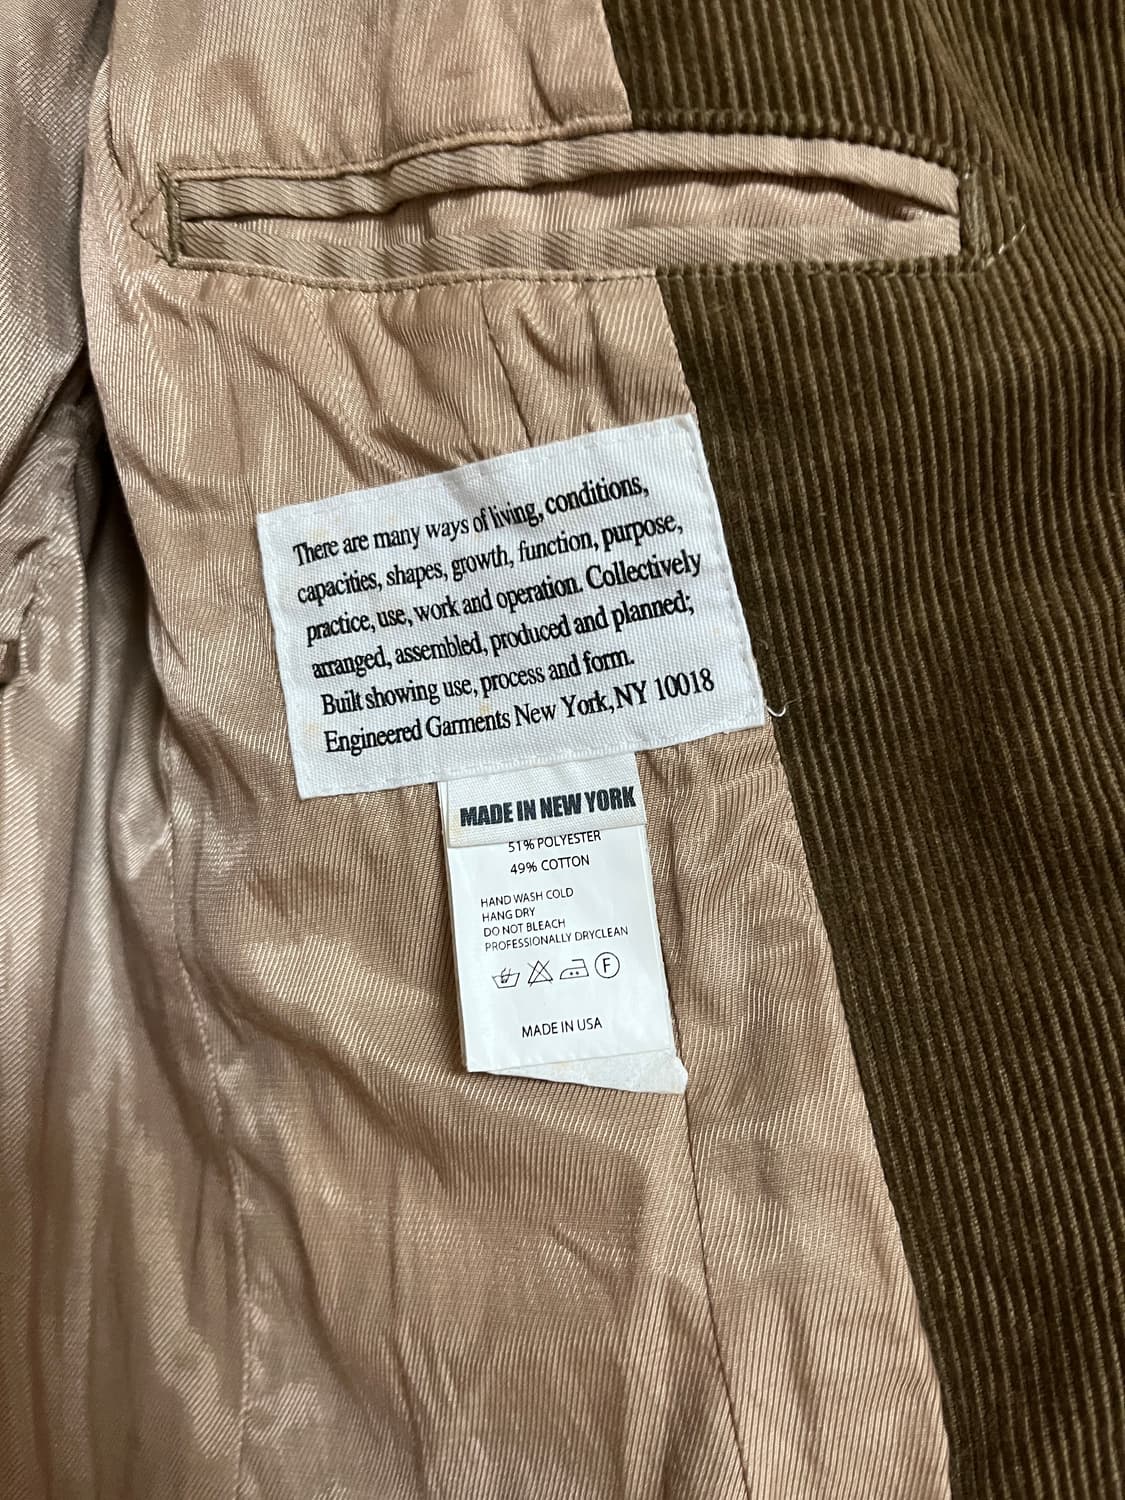 There are many ways of living, conditions,
capacities, shapes, growth, function, purpose,
practice, use, work and operation. Collectively
arranged, assembled, produced and planned;
Built showing use, process and form.
Engineered Garments New York, NY 10018
MADE IN NEW YORK
51% POLYESTER
49% COTTON
HAND WASH COLD
HANG DRY
DO NOT BLEACH
PROFESSIONALLY DRYCLEAN
F
MADE IN USA